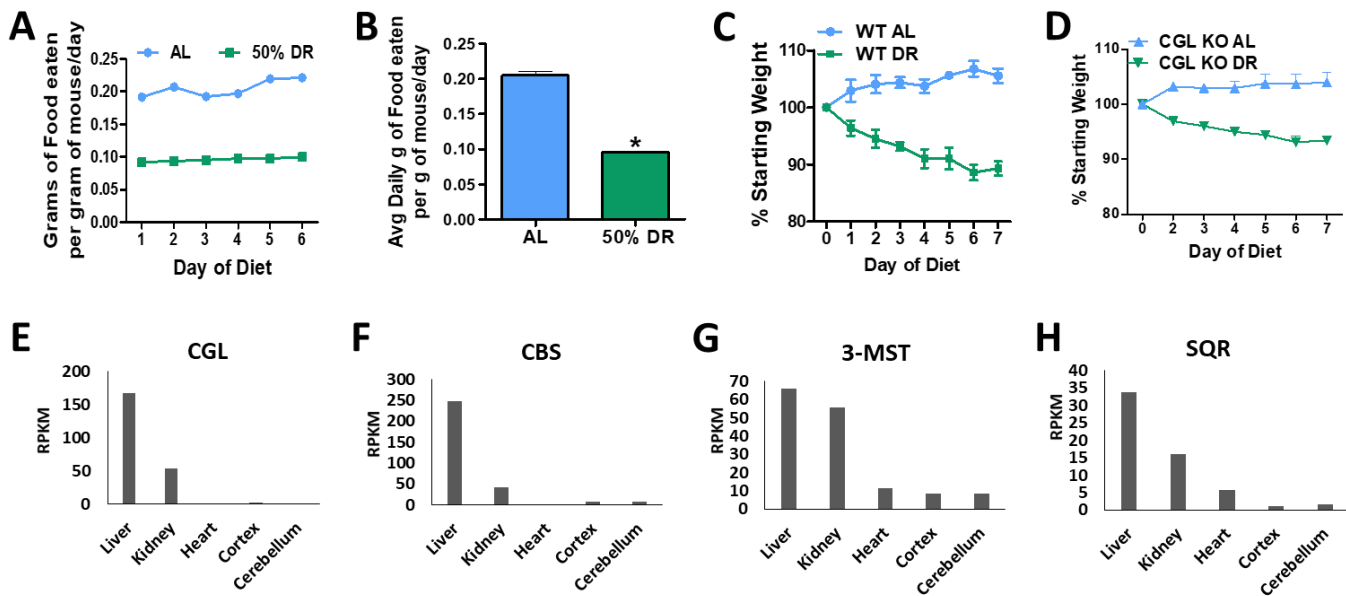 A
Grams of Food eaten
per gram of mouse/day
AL
50% DR
0.25
0.20
0.15
0.10
0.05
0.00
1 2 3 4 5 6
Day of Diet
B
Avg Daily g of Food eaten
per g of mouse/day
0.25
0.20
0.15
0.10
0.05
0.00
*
AL
50% DR
C
% Starting Weight
WT AL
WT DR
110
100
90
80
0 1 2 3 4 5 6 7
Day of Diet
D
% Starting Weight
CGL KO AL
CGL KO DR
110
100
90
80
0 2 3 4 5 6 7
Day of Diet
E
CGL
RPKM
200
150
100
50
0
Liver
Kidney
Heart
Cortex
Cerebellum
F
CBS
RPKM
300
250
200
150
100
50
0
Liver
Kidney
Heart
Cortex
Cerebellum
G
3-MST
RPKM
70
60
50
40
30
20
10
0
Liver
Kidney
Heart
Cortex
Cerebellum
H
SQR
RPKM
40
35
30
25
20
15
10
5
0
Liver
Kidney
Heart
Cortex
Cerebellum